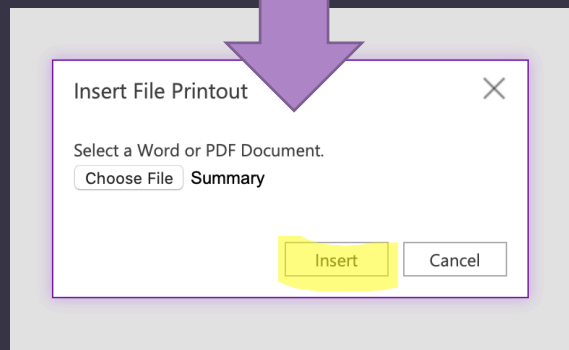 Insert File Printout
Select a Word or PDF Document.
Choose File Summary
Insert Cancel